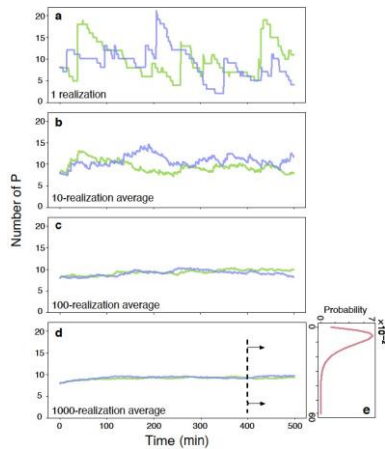 a
20
15
10
5
0
1 realization
b
20
15
10
5
0
10-realization average
Number of P
c
20
15
10
5
0
100-realization average
d
20
15
10
5
0
1000-realization average
0 100 200 300 400 500
Time (min)
Probability
0 7
×10⁻²
0
60
e